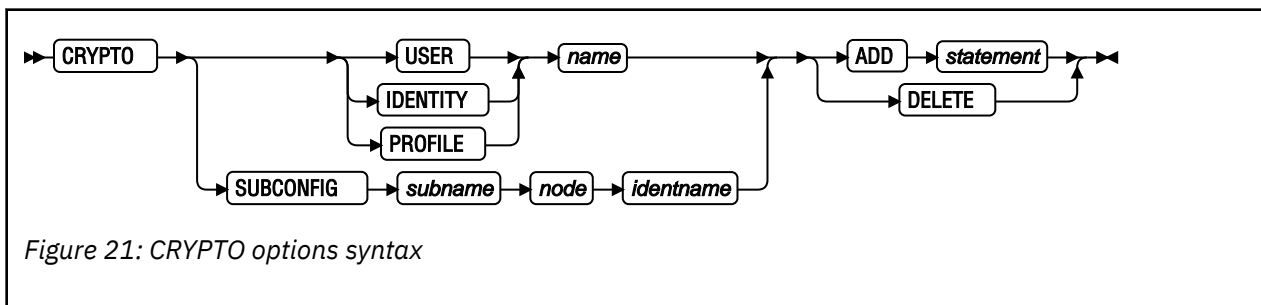 CRYPTO USER name ADD statement
IDENTITY DELETE
PROFILE
SUBCONFIG subname node identname
Figure 21: CRYPTO options syntax